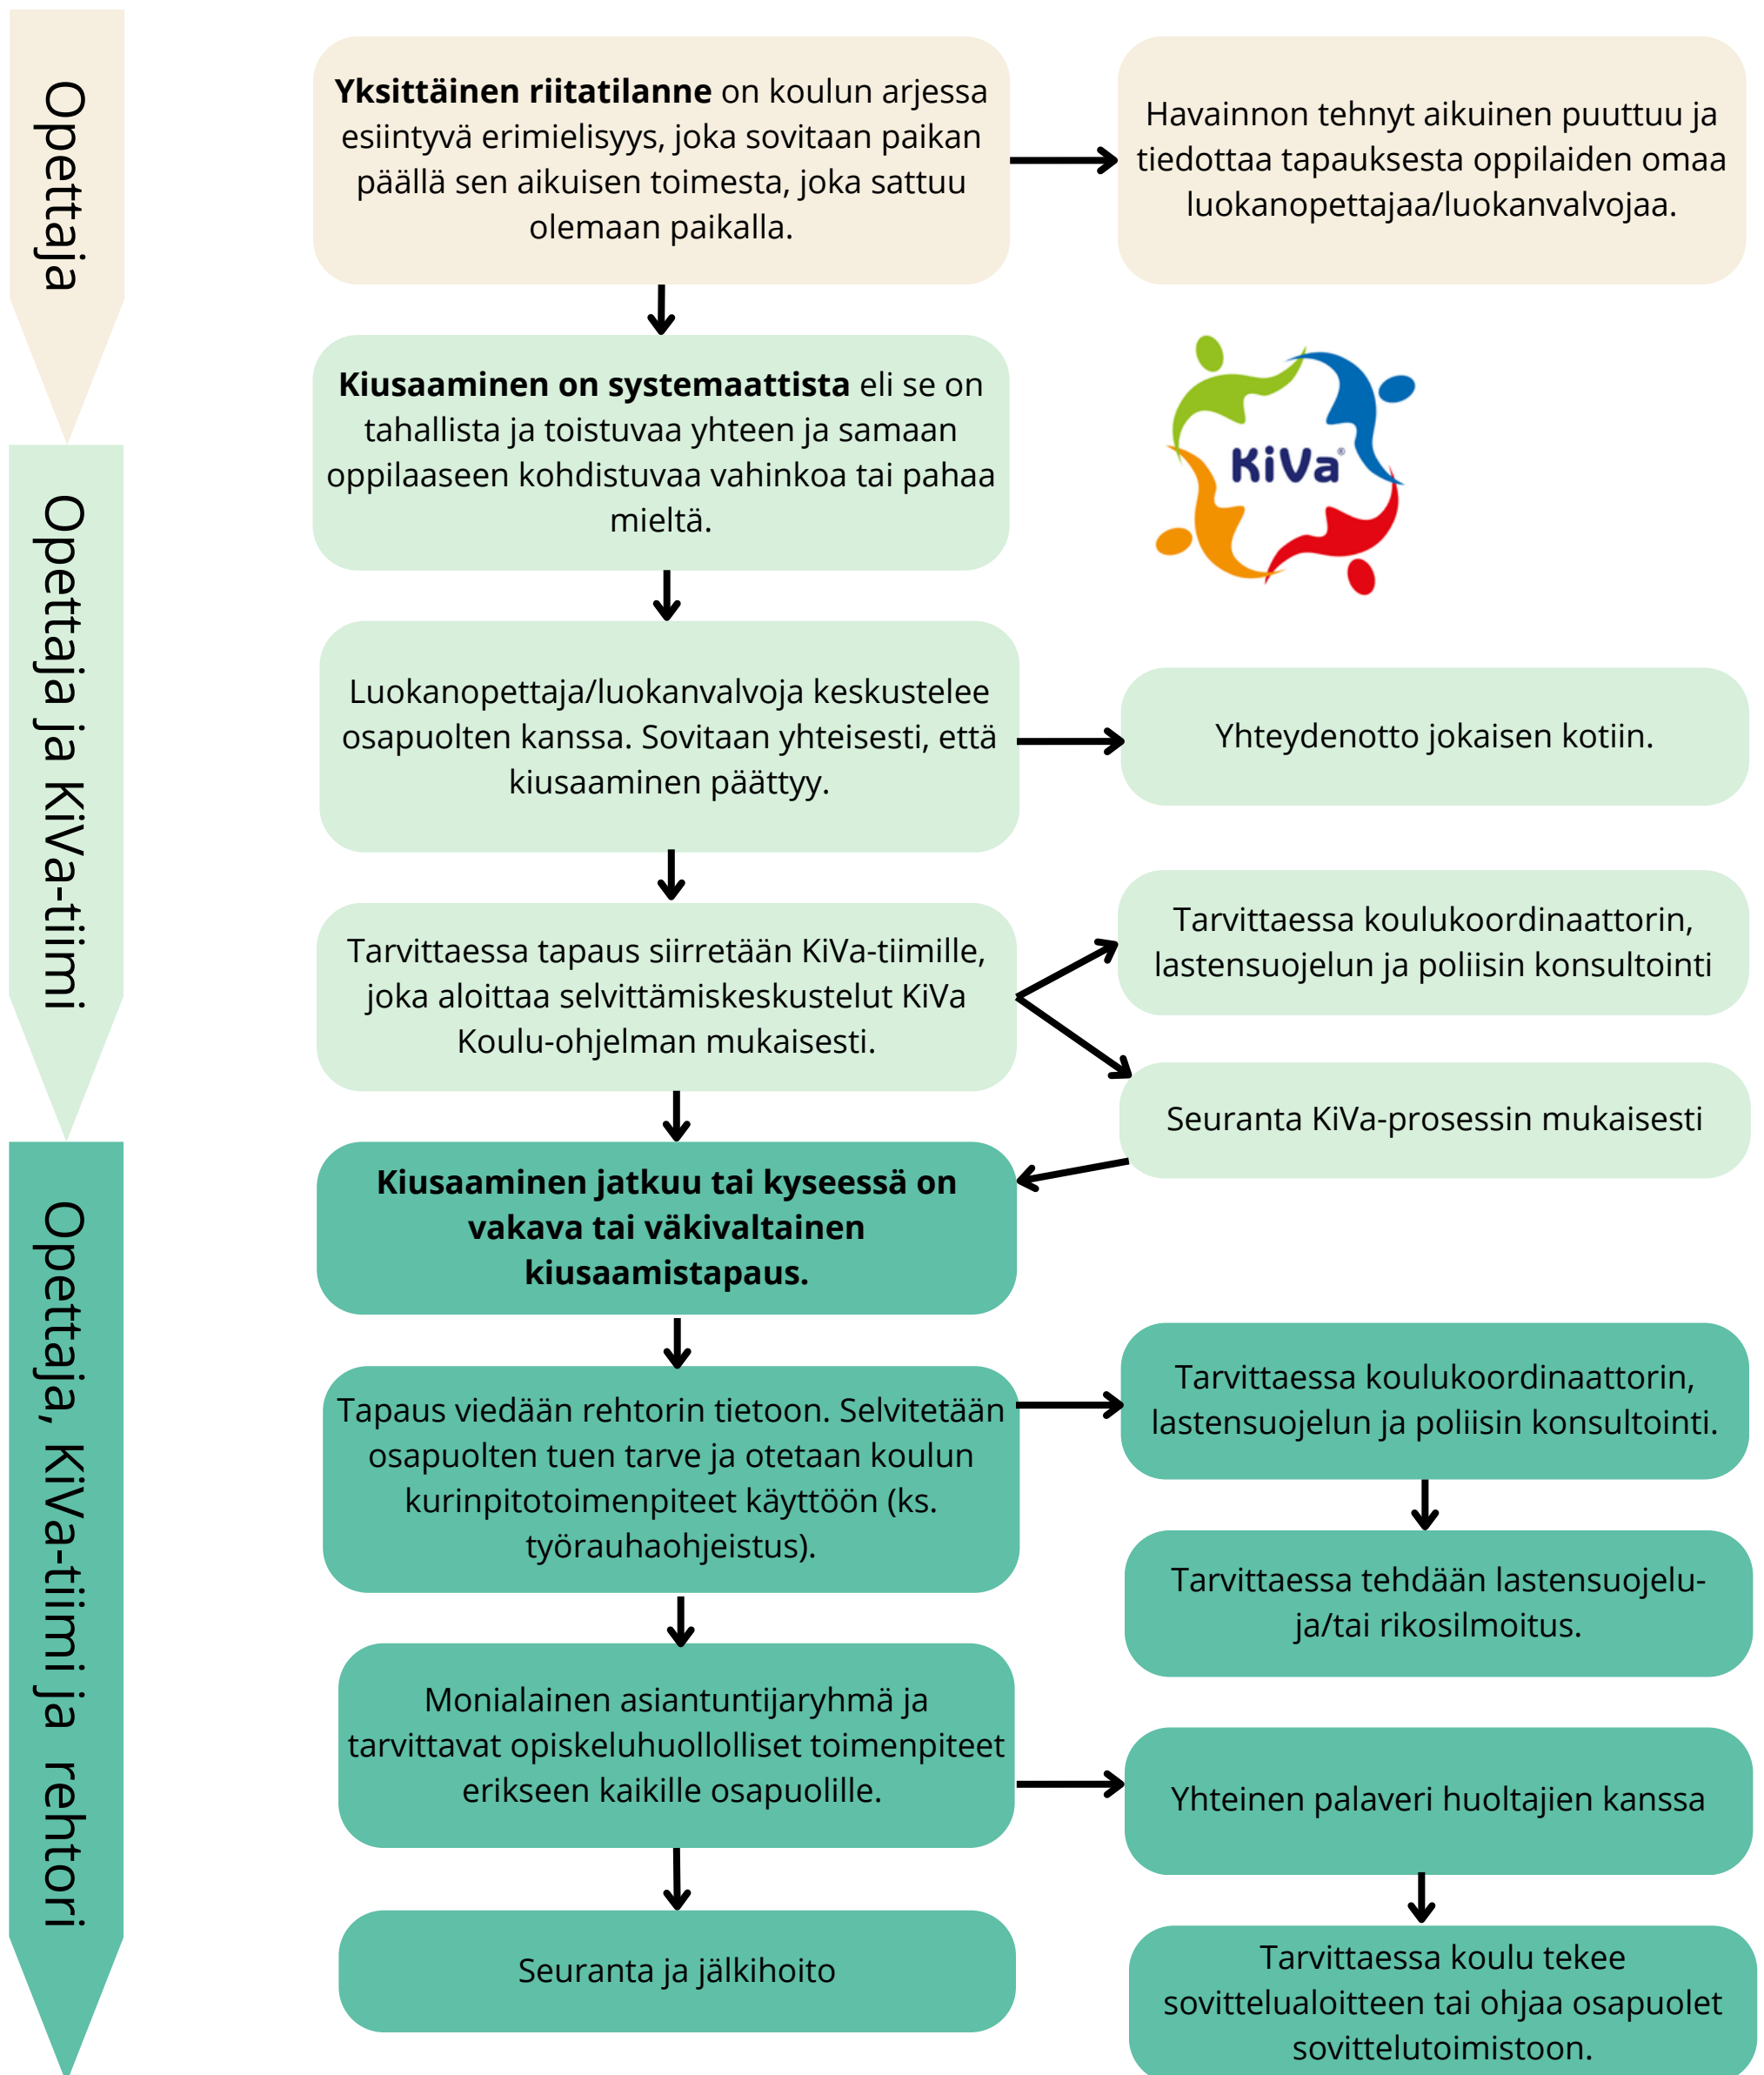 Opettaja
Yksittäinen riitatilanne on koulun arjessa
esiintyvä erimielisyys, joka sovitaan paikan
päällä sen aikuisen toimesta, joka sattuu
olemaan paikalla.
Havainnon tehnyt aikuinen puuttuu ja
tiedottaa tapauksesta oppilaiden omaa
luokanopettajaa/luokanvalvojaa.
Opettaja ja KiVa-tiimi
Kiusaaminen on systemaattista eli se on
tahallista ja toistuvaa yhteen ja samaan
oppilaaseen kohdistuvaa vahinkoa tai pahaa
mieltä.
KiVa®
Luokanopettaja/luokanvalvoja keskustelee
osapuolten kanssa. Sovitaan yhteisesti, että
kiusaaminen päättyy.
Yhteydenotto jokaisen kotiin.
Tarvittaessa tapaus siirretään KiVa-tiimille,
joka aloittaa selvittämiskeskustelut KiVa
Koulu-ohjelman mukaisesti.
Tarvittaessa koulukoordinaattorin,
lastensuojelun ja poliisin konsultointi
Seuranta KiVa-prosessin mukaisesti
Opettaja, KiVa-tiimi ja rehtori
Kiusaaminen jatkuu tai kyseessä on
vakava tai väkivaltainen
kiusaamistapaus.
Tapaus viedään rehtorin tietoon. Selvitetään
osapuolten tuen tarve ja otetaan koulun
kurinpitotoimenpiteet käyttöön (ks.
työrauhaohjeistus).
Tarvittaessa koulukoordinaattorin,
lastensuojelun ja poliisin konsultointi.
Tarvittaessa tehdään lastensuojelu-
ja/tai rikosilmoitus.
Monialainen asiantuntijaryhmä ja
tarvittavat opiskeluhuollolliset toimenpiteet
erikseen kaikille osapuolille.
Yhteinen palaveri huoltajien kanssa
Seuranta ja jälkihoito
Tarvittaessa koulu tekee
sovittelualoitteen tai ohjaa osapuolet
sovittelutoimistoon.